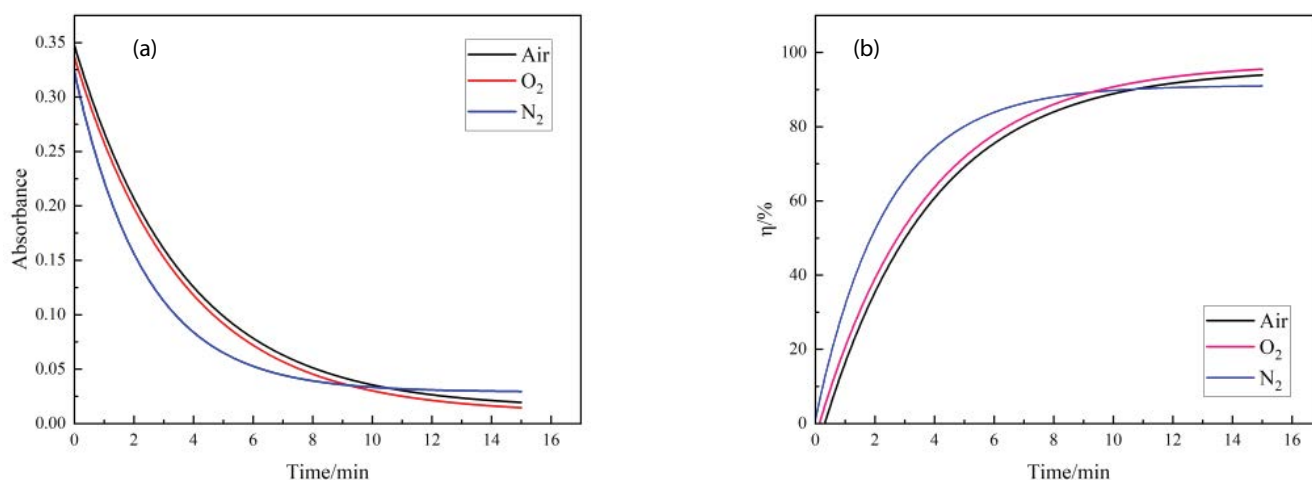 (a)
Air
O₂
N₂
0.35
0.30
0.25
0.20
0.15
0.10
0.05
0.00
Absorbance
0 2 4 6 8 10 12 14 16
Time/min
(b)
100
80
60
40
20
0
η/%
Air
O₂
N₂
0 2 4 6 8 10 12 14 16
Time/min